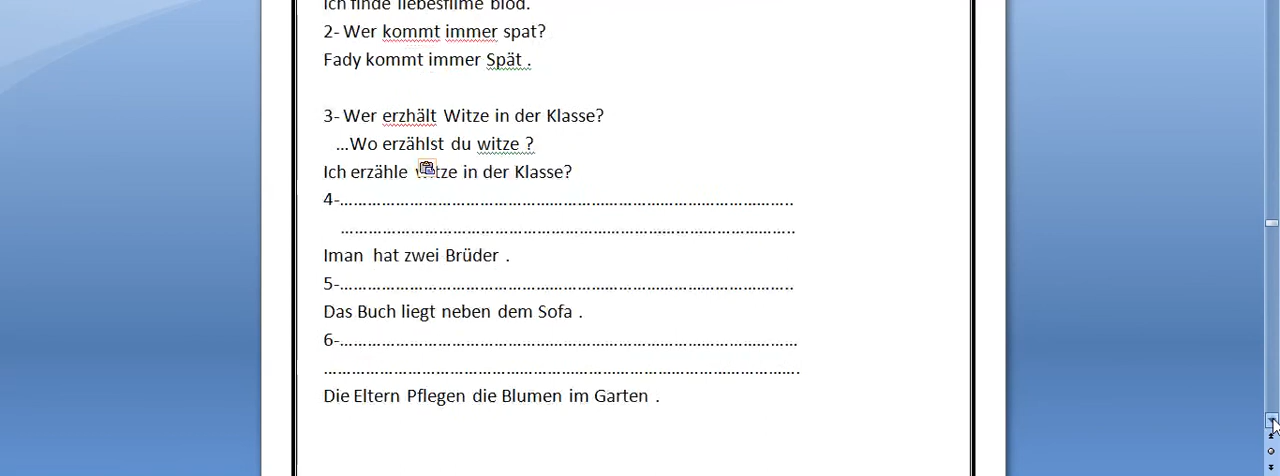 Ich finde liebesfilme blöd.
2- Wer kommt immer spat?
Fady kommt immer Spät .
3- Wer erzhält Witze in der Klasse?
...Wo erzählst du witze ?
Ich erzähle witze in der Klasse?
4-.......................................................................................
.......................................................................................
Iman hat zwei Brüder .
5-.......................................................................................
Das Buch liegt neben dem Sofa .
6-.......................................................................................
.......................................................................................
Die Eltern Pflegen die Blumen im Garten .